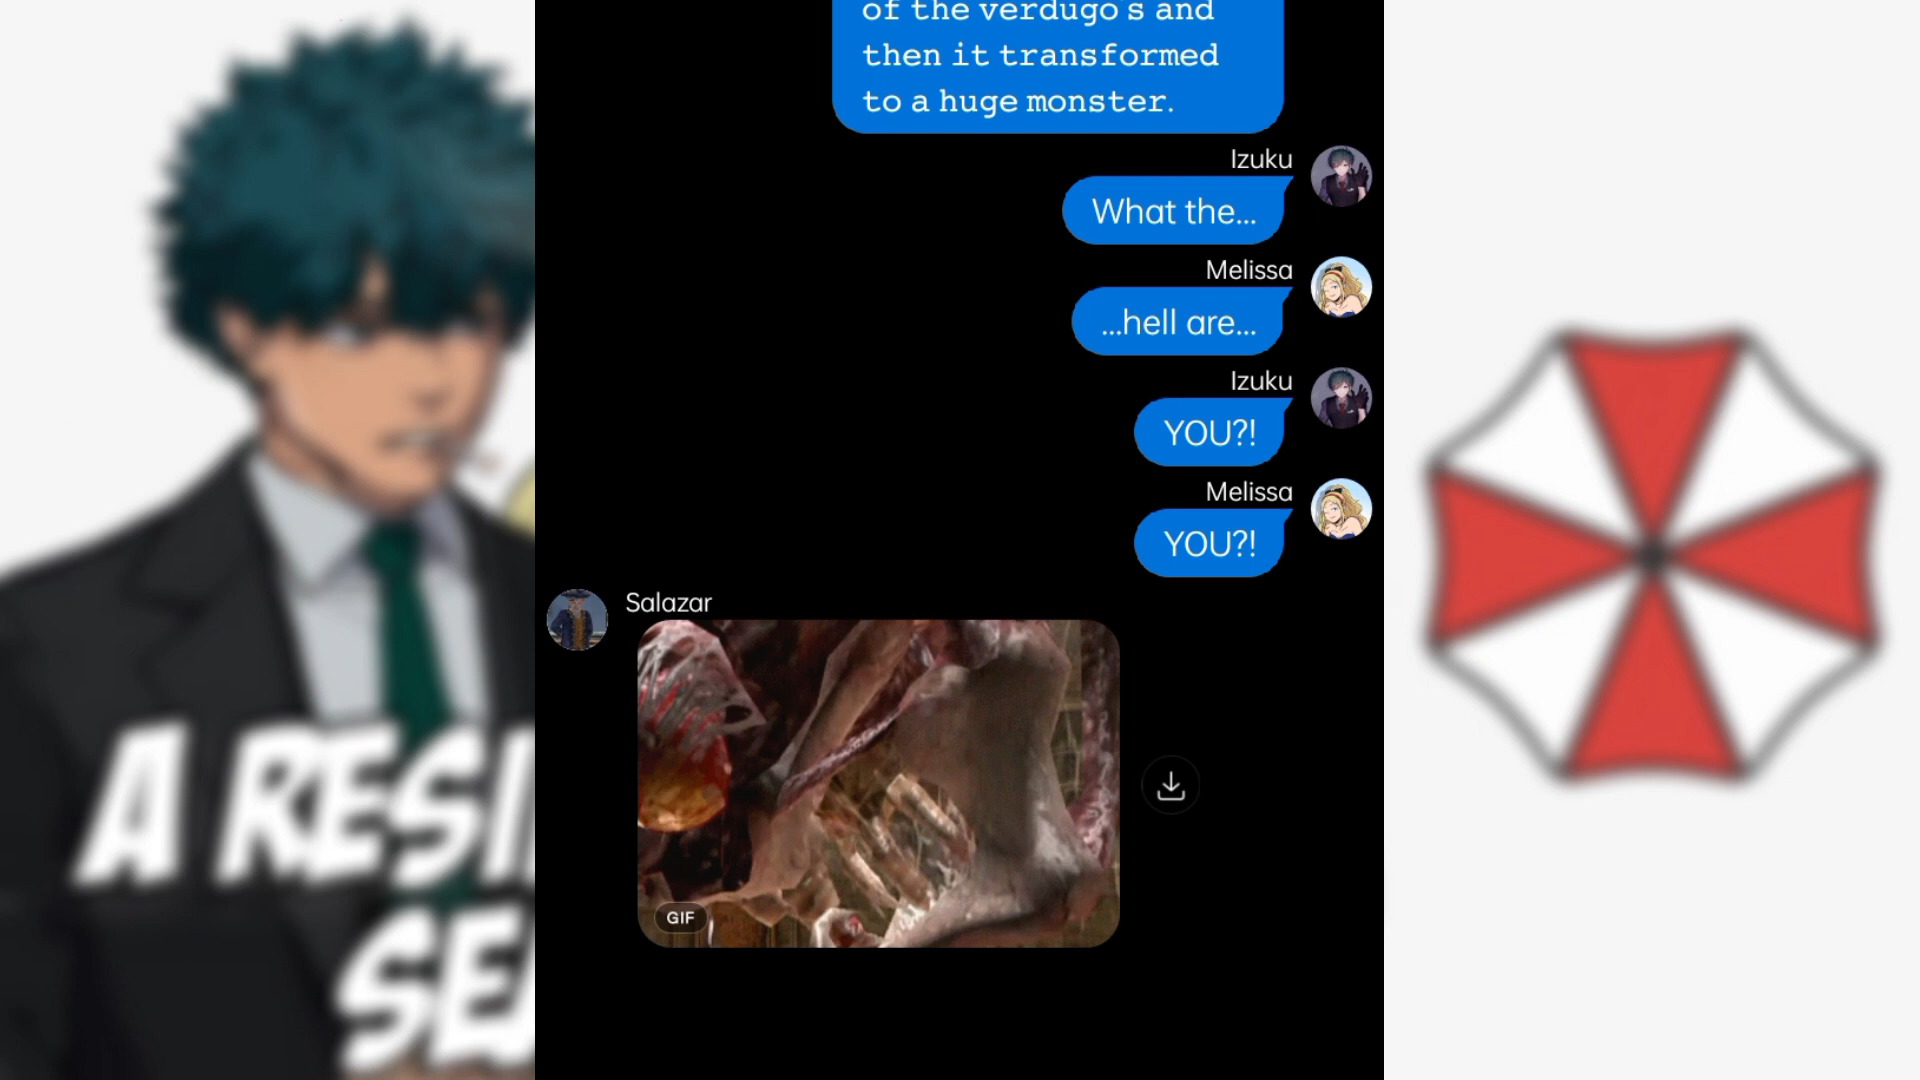 of the verdugo's and
then it transformed
to a huge monster.
Izuku
What the...
Melissa
...hell are...
Izuku
YOU?!
Melissa
YOU?!
Salazar
GIF
A RESI
SE